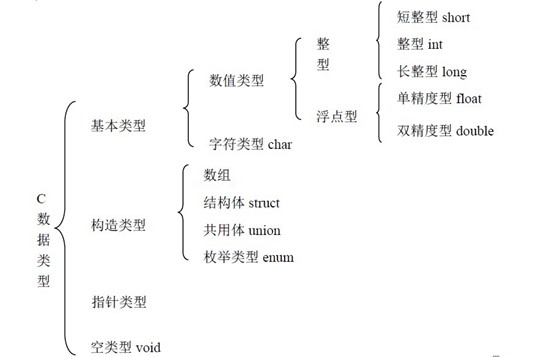 C数据类型
基本类型
数值类型
整型
短整型 short
整型 int
长整型 long
浮点型
单精度型 float
双精度型 double
字符类型 char
构造类型
数组
结构体 struct
共用体 union
枚举类型 enum
指针类型
空类型 void